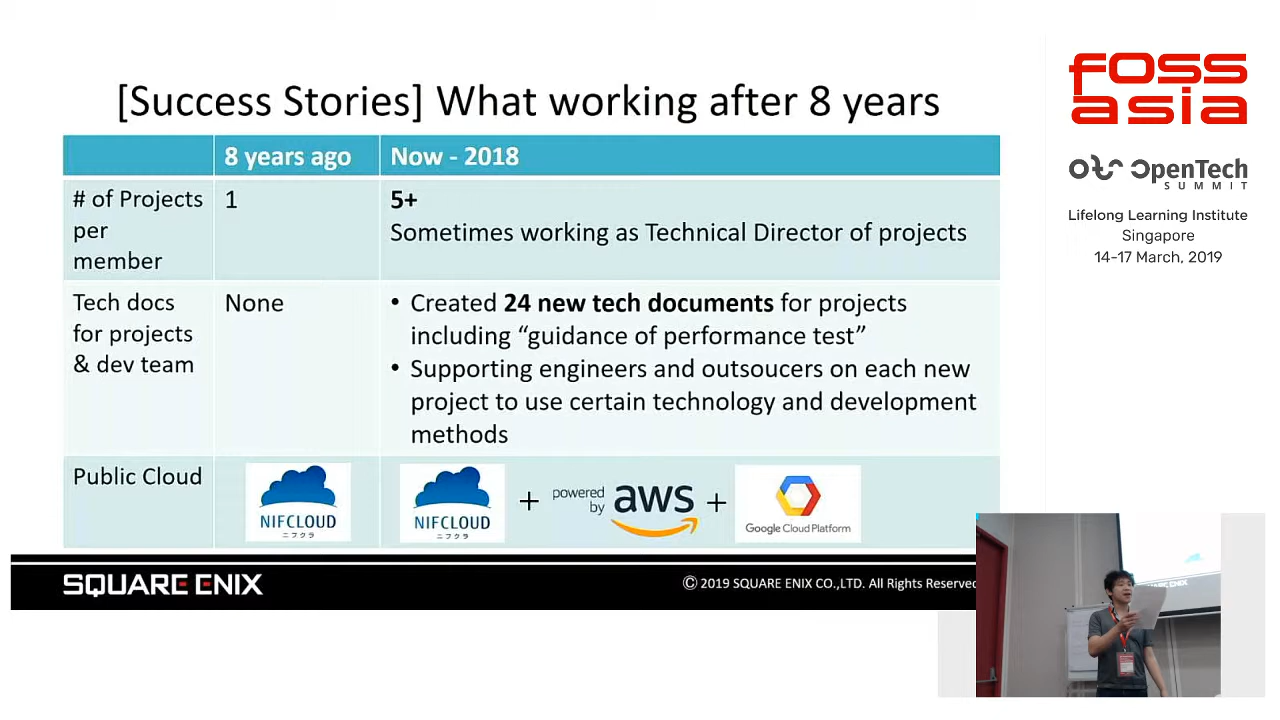 [Success Stories] What working after 8 years
8 years ago
Now - 2018
# of Projects
per
member
1
5+
Sometimes working as Technical Director of projects
Tech docs
for projects
& dev team
None
• Created 24 new tech documents for projects
including “guidance of performance test”
• Supporting engineers and outsoucers on each new
project to use certain technology and development
methods
Public Cloud
NIFCLOUD
ニフクラ
NIFCLOUD
ニフクラ
+
powered
by
aws
+
Google Cloud Platform
SQUARE ENIX
© 2019 SQUARE ENIX CO.,LTD. All Rights Reserved
FOSS
asia
OTS OpenTech
SUMMIT
Lifelong Learning Institute
Singapore
14-17 March, 2019